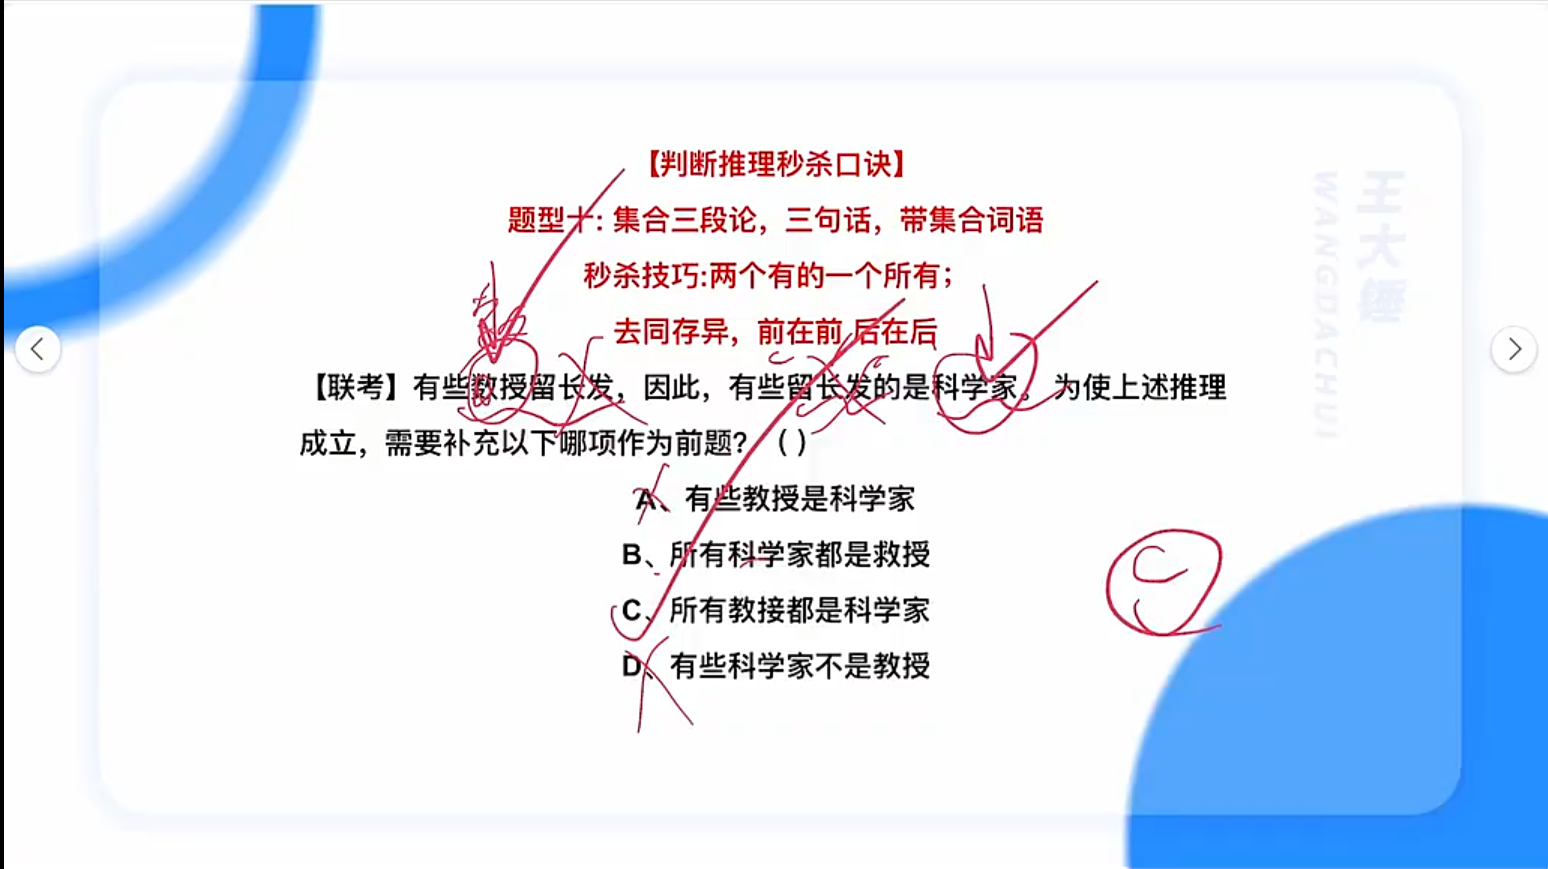 【判断推理秒杀口诀】
题型十: 集合三段论，三句话，带集合词语
秒杀技巧:两个有的一个所有；
去同存异，前在前 后在后
【联考】有些教授留长发，因此，有些留长发的是科学家。为使上述推理
成立，需要补充以下哪项作为前题？（ ）
A、有些教授是科学家
B、所有科学家都是救授
C、所有教接都是科学家
D、有些科学家不是教授
C
王大锤
WANGDACHUI